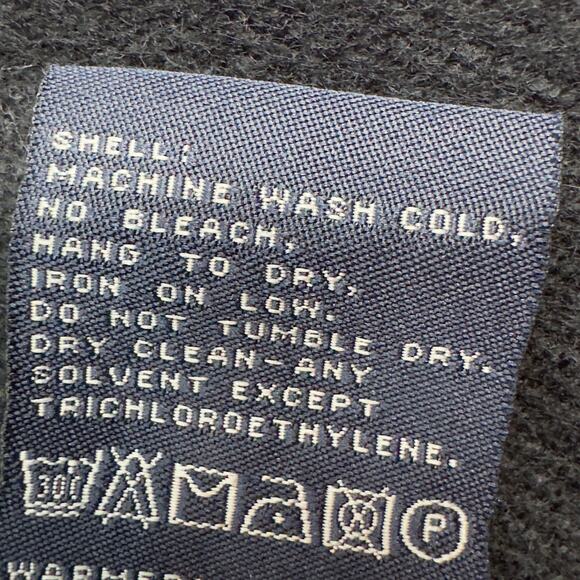 SHELL:
MACHINE WASH COLD,
NO BLEACH,
HANG TO DRY,
IRON ON LOW.
DO NOT TUMBLE DRY.
DRY CLEAN-ANY
SOLVENT EXCEPT
TRICHLOROETHYLENE.
30C P